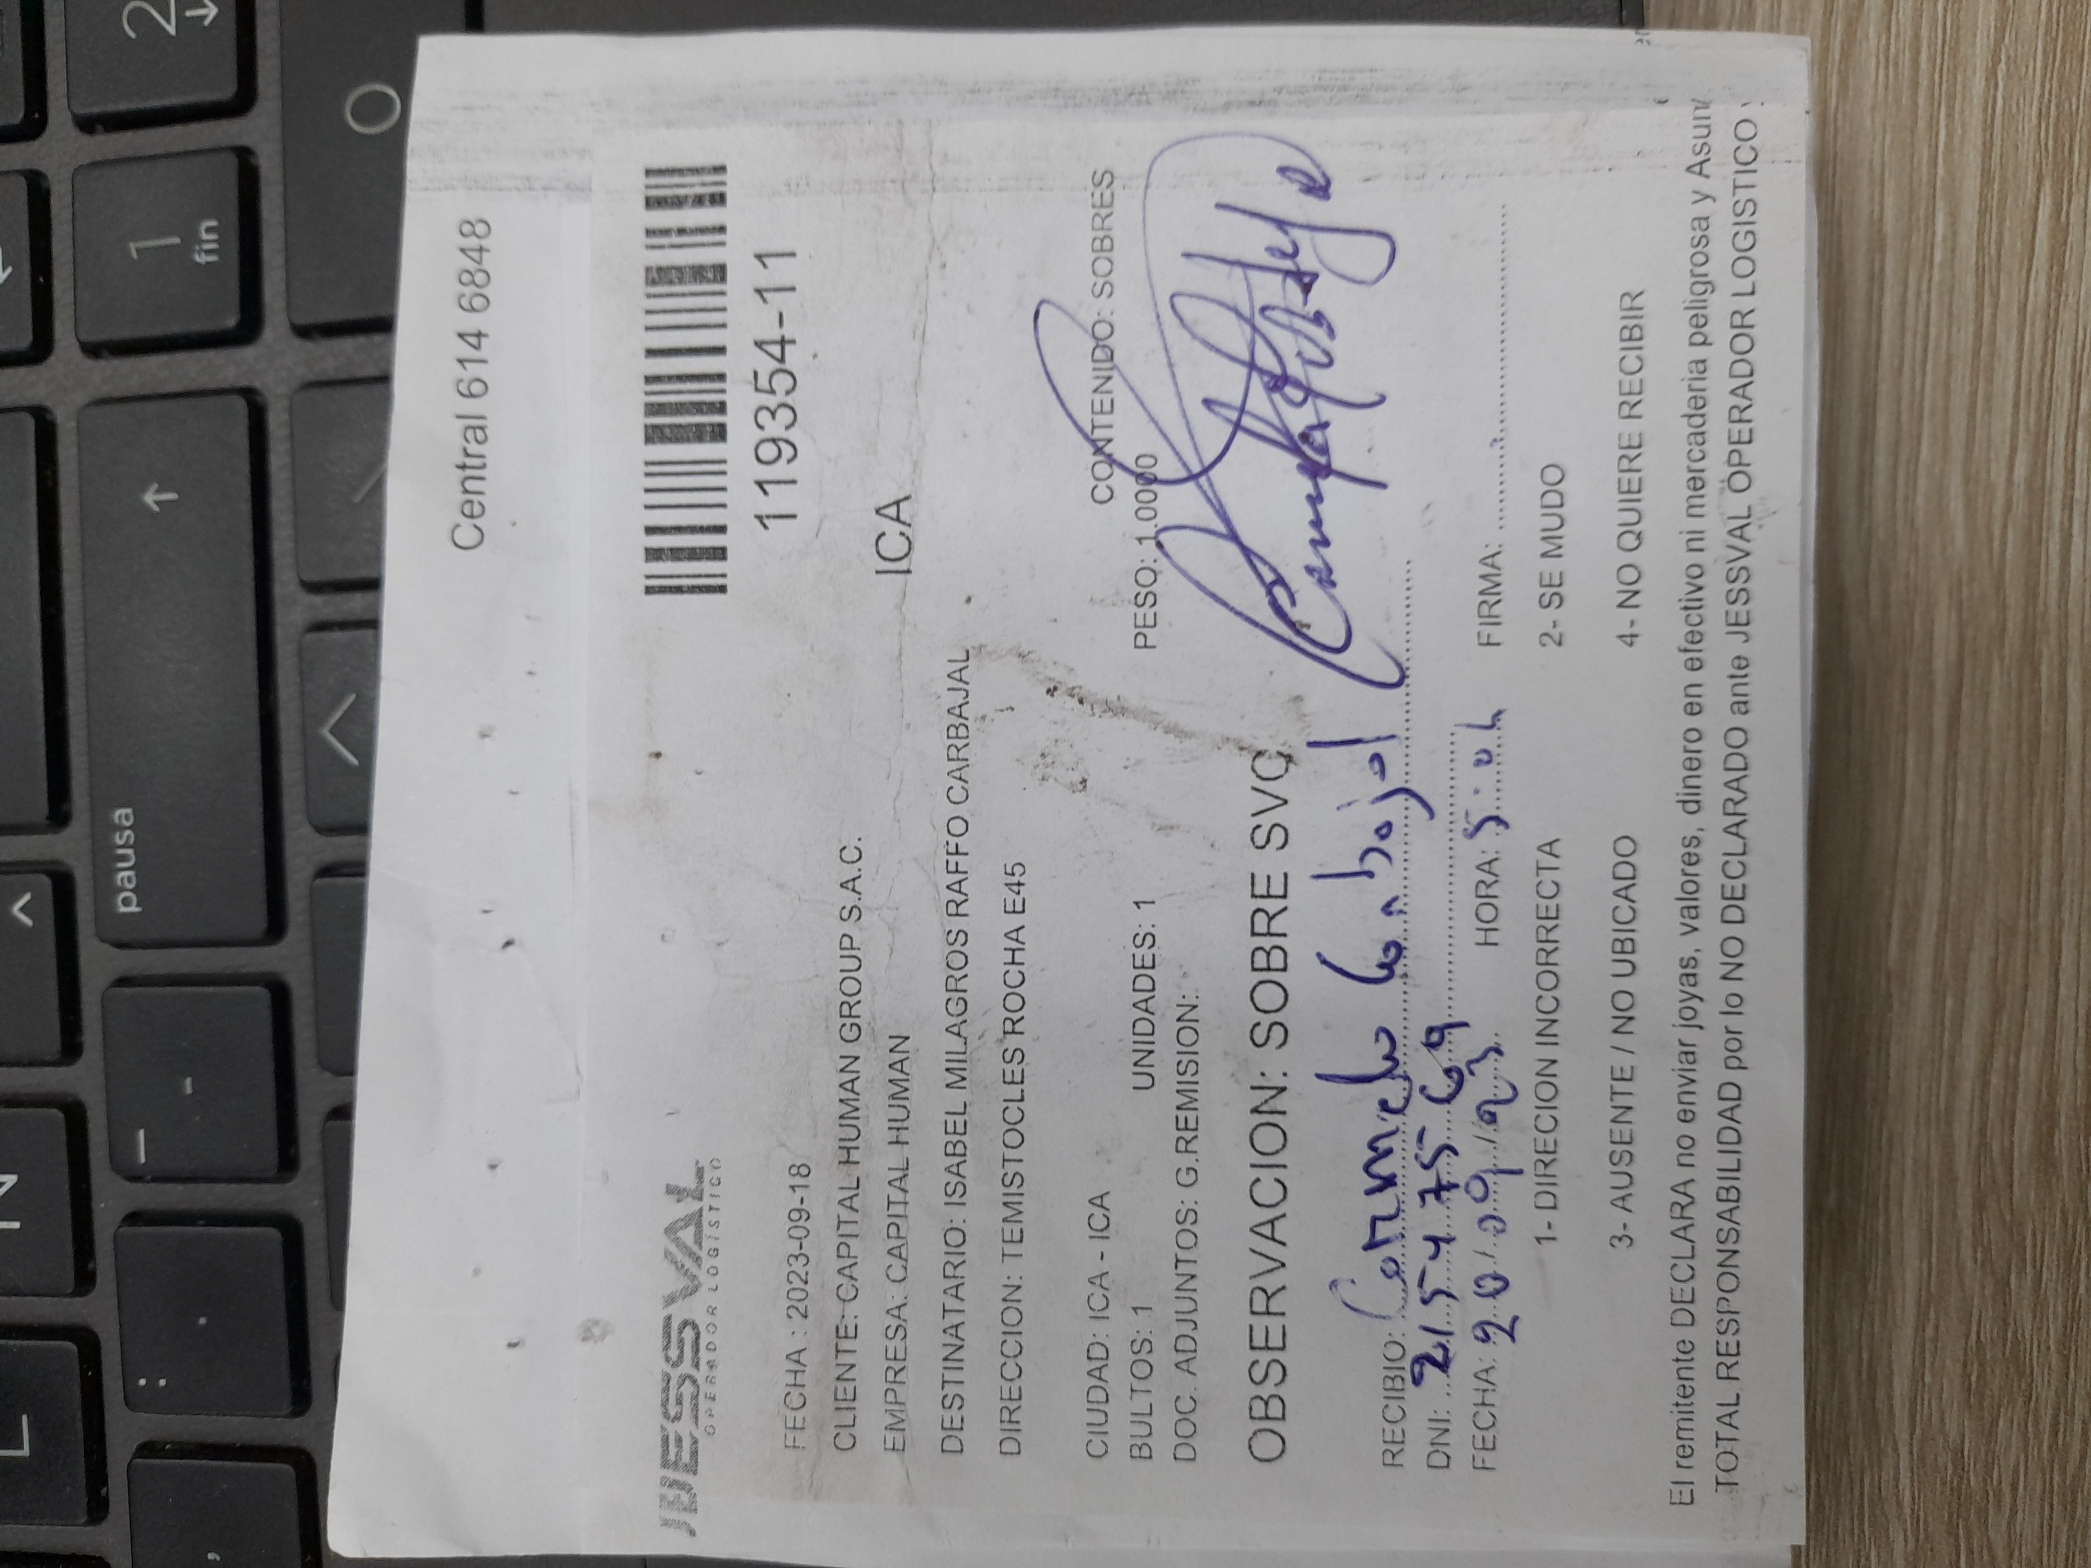 L N ^
pausa
: . — - ↑ 1 fin 2 ↓
, 0
Central 614 6848
JESSVAL
OPERADOR LOGÍSTICO
119354-11
FECHA : 2023-09-18
CLIENTE: CAPITAL HUMAN GROUP S.A.C.
EMPRESA: CAPITAL HUMAN
ICA
DESTINATARIO: ISABEL MILAGROS RAFFO CARBAJAL
DIRECCION: TEMISTOCLES ROCHA E45
CIUDAD: ICA - ICA CONTENIDO: SOBRES
BULTOS: 1 UNIDADES: 1 PESO: 1.0000
DOC. ADJUNTOS: G.REMISION:
OBSERVACION: SOBRE SVC
RECIBIO: Carmela Carbajal
DNI: 21547569
FECHA: 20/09/23 HORA: 5:0 FIRMA:
1- DIRECION INCORRECTA 2- SE MUDO
3- AUSENTE / NO UBICADO 4- NO QUIERE RECIBIR
El remitente DECLARA no enviar joyas, valores, dinero en efectivo ni mercaderia peligrosa y Asum
TOTAL RESPONSABILIDAD por lo NO DECLARADO ante JESSVAL OPERADOR LOGISTICO y